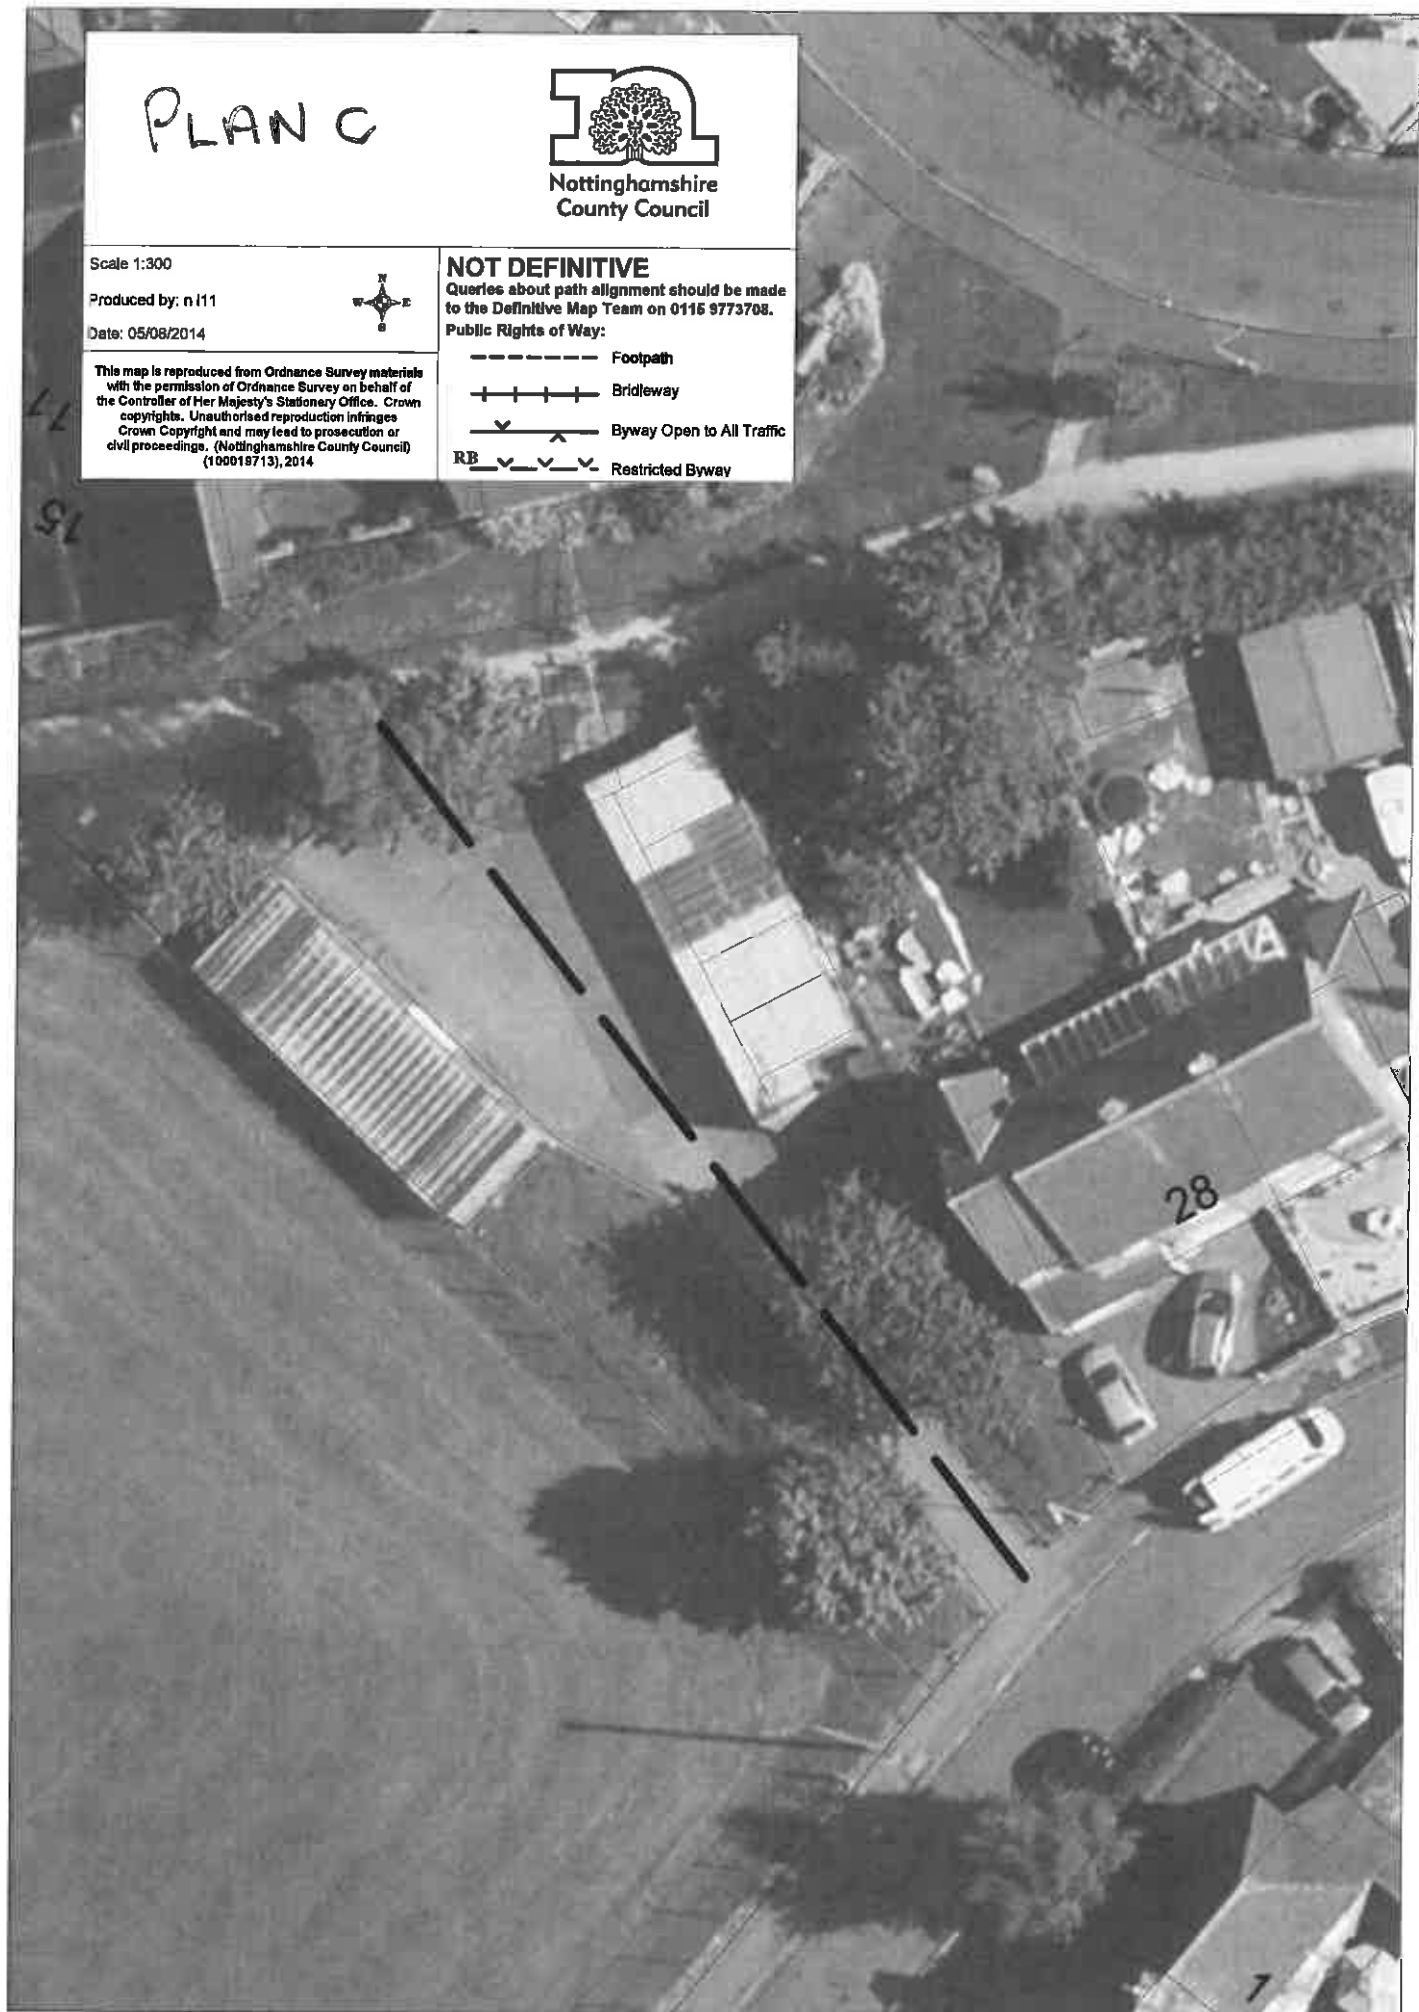 PLAN C
Nottinghamshire
County Council
Scale 1:300
Produced by: n i11
Date: 05/08/2014
N
W E
S
This map is reproduced from Ordnance Survey materials
with the permission of Ordnance Survey on behalf of
the Controller of Her Majesty's Stationery Office. Crown
copyrights. Unauthorised reproduction infringes
Crown Copyright and may lead to prosecution or
civil proceedings. (Nottinghamshire County Council)
(100019713), 2014
NOT DEFINITIVE
Queries about path alignment should be made
to the Definitive Map Team on 0115 9773708.
Public Rights of Way:
Footpath
Bridleway
Byway Open to All Traffic
RB Restricted Byway
11
15
28
1